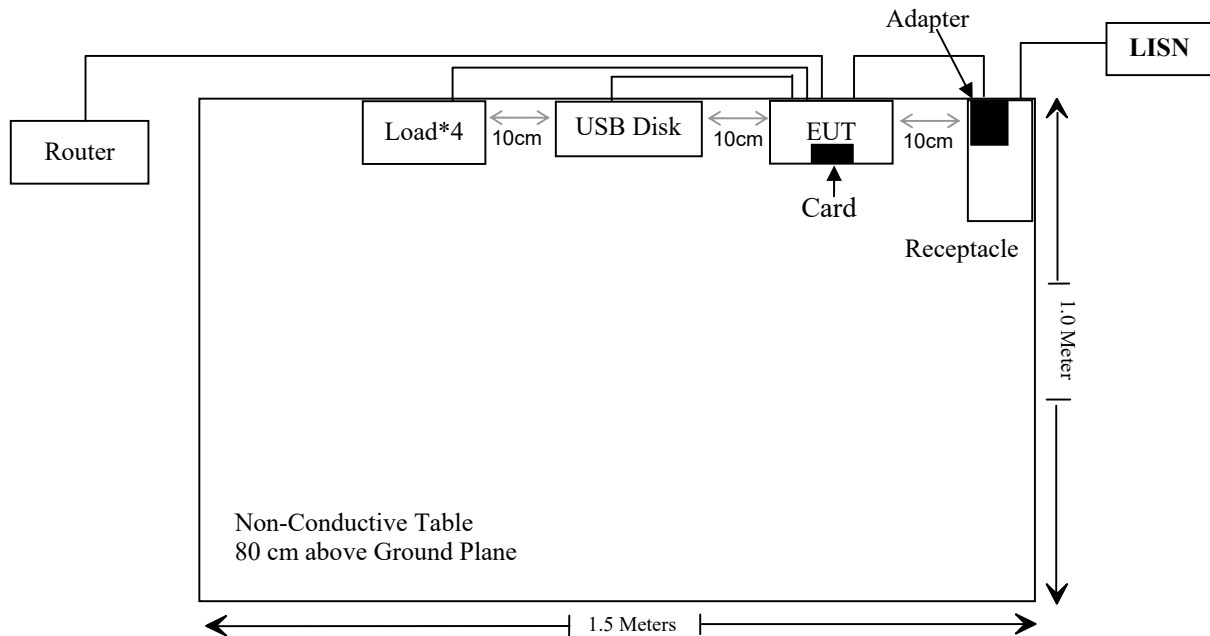 Adapter
LISN
Router
Load*4
10cm
USB Disk
10cm
EUT
10cm
Card
Receptacle
1.0 Meter
Non-Conductive Table
80 cm above Ground Plane
1.5 Meters